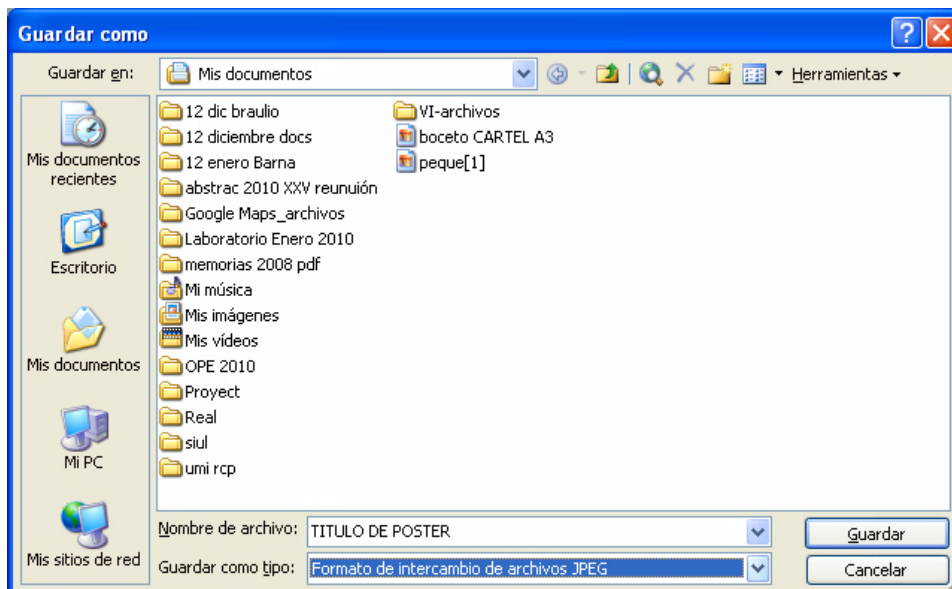 Guardar como
Guardar en:
Mis documentos
Herramientas
Mis documentos
recientes
Escritorio
Mis documentos
Mi PC
Mis sitios de red
12 dic braulio
12 diciembre docs
12 enero Barna
abstrac 2010 XXV reunuión
Google Maps_archivos
Laboratorio Enero 2010
memorias 2008 pdf
Mi música
Mis imágenes
Mis vídeos
OPE 2010
Proyect
Real
siul
umi rcp
VI-archivos
boceto CARTEL A3
peque[1]
Nombre de archivo:
TITULO DE POSTER
Guardar
Guardar como tipo:
Formato de intercambio de archivos JPEG
Cancelar